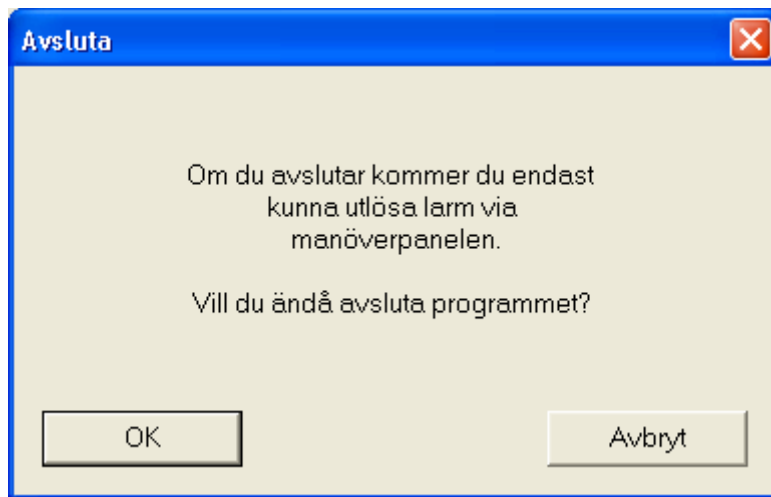 Avsluta
Om du avslutar kommer du endast
kunna utlösa larm via
manöverpanelen.
Vill du ändå avsluta programmet?
OK
Avbryt